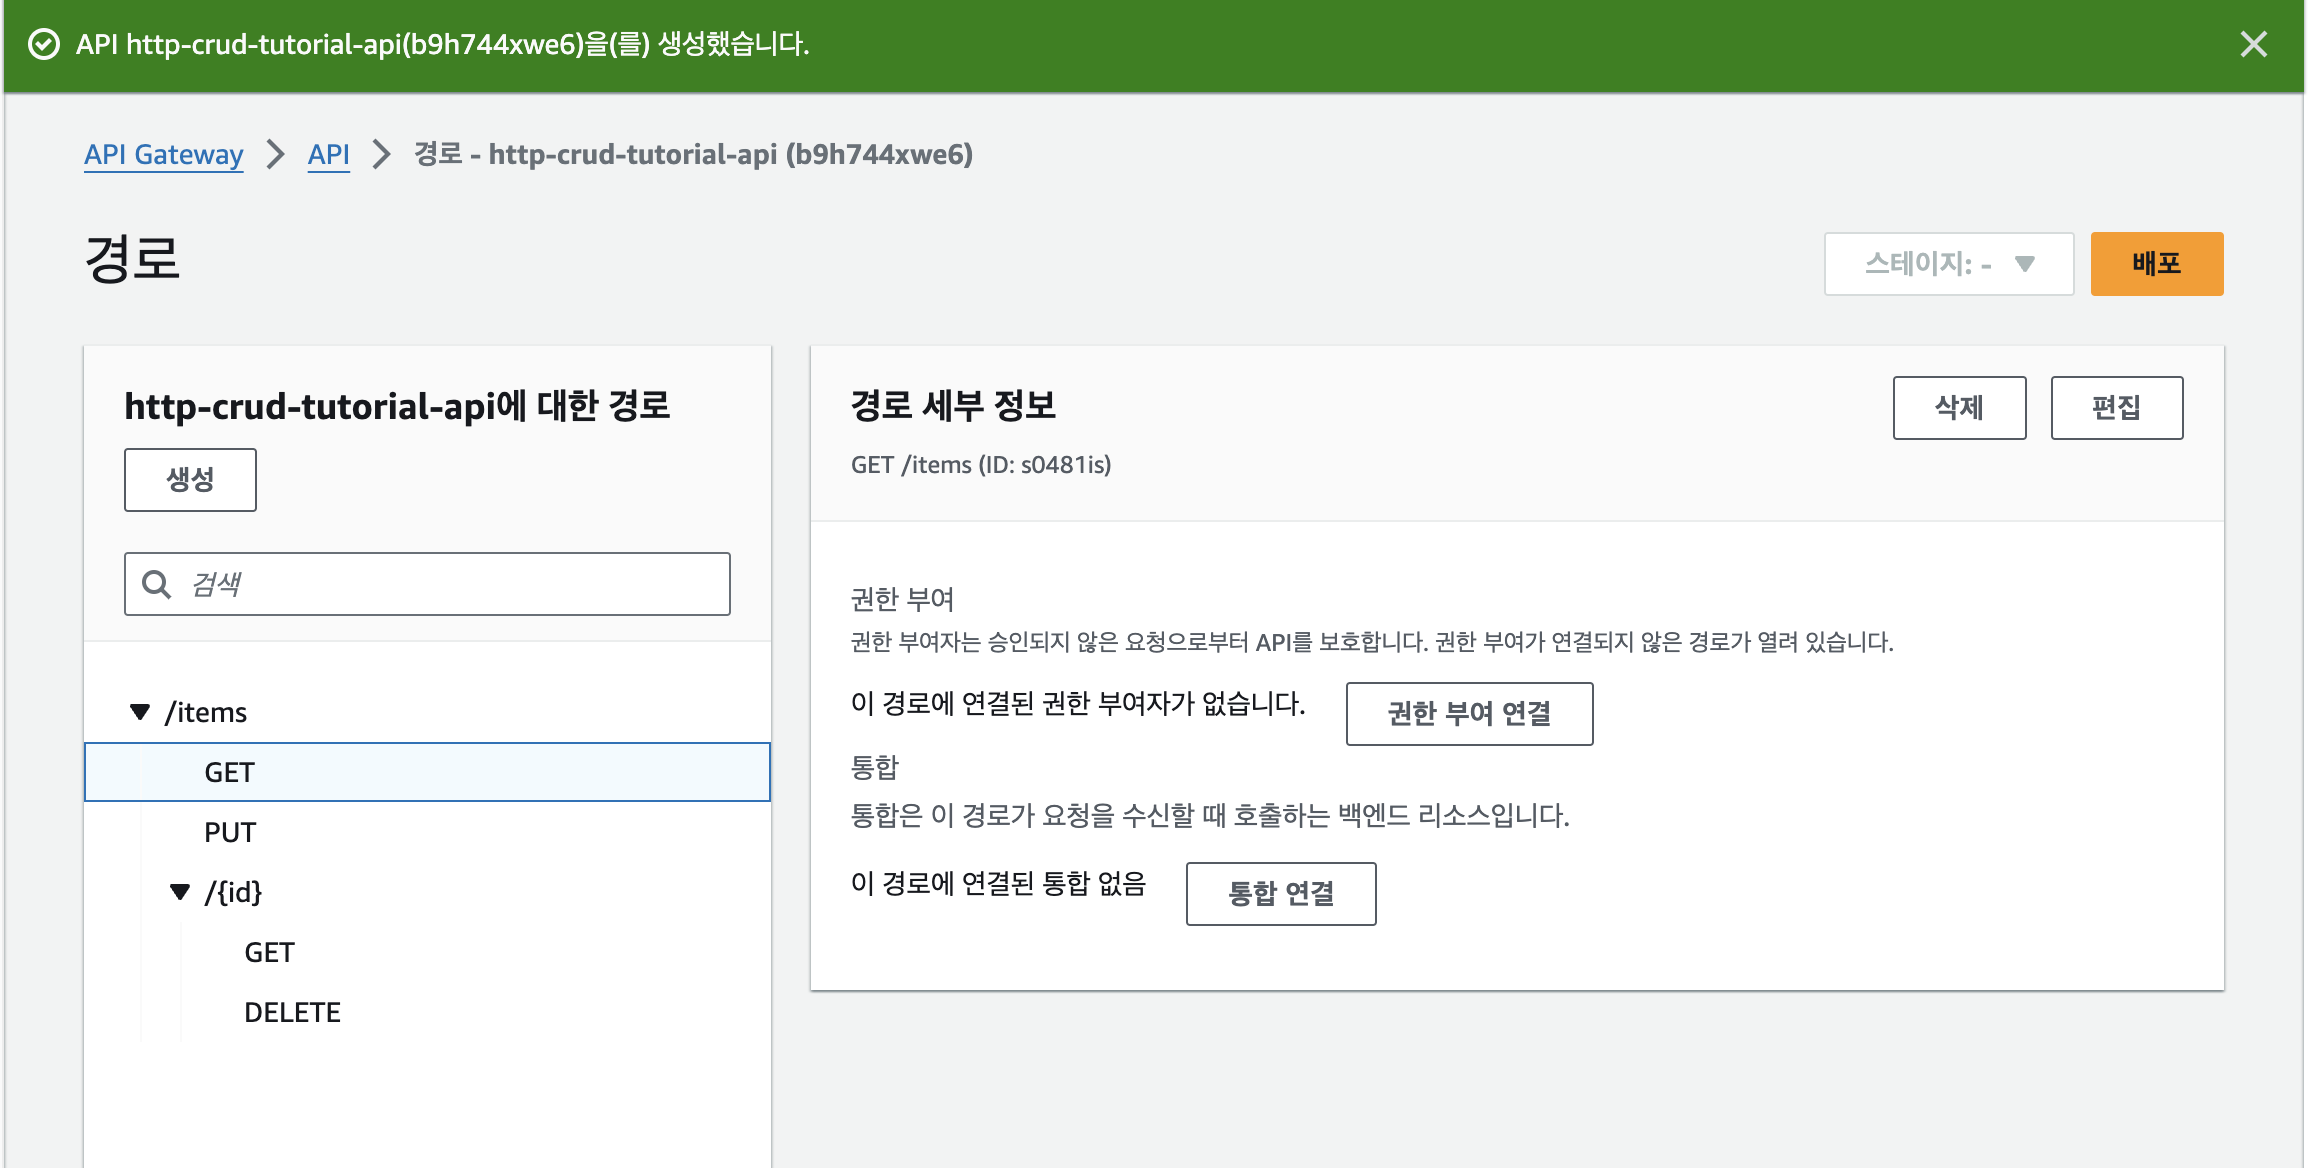 API http-crud-tutorial-api(b9h744xwe6)을(를) 생성했습니다.
API Gateway > API > 경로 - http-crud-tutorial-api (b9h744xwe6)
경로
스테이지: -
배포
http-crud-tutorial-api에 대한 경로
생성
검색
/items
GET
PUT
/{id}
GET
DELETE
경로 세부 정보
삭제
편집
GET /items (ID: s0481is)
권한 부여
권한 부여자는 승인되지 않은 요청으로부터 API를 보호합니다. 권한 부여가 연결되지 않은 경로가 열려 있습니다.
이 경로에 연결된 권한 부여자가 없습니다.
권한 부여 연결
통합
통합은 이 경로가 요청을 수신할 때 호출하는 백엔드 리소스입니다.
이 경로에 연결된 통합 없음
통합 연결